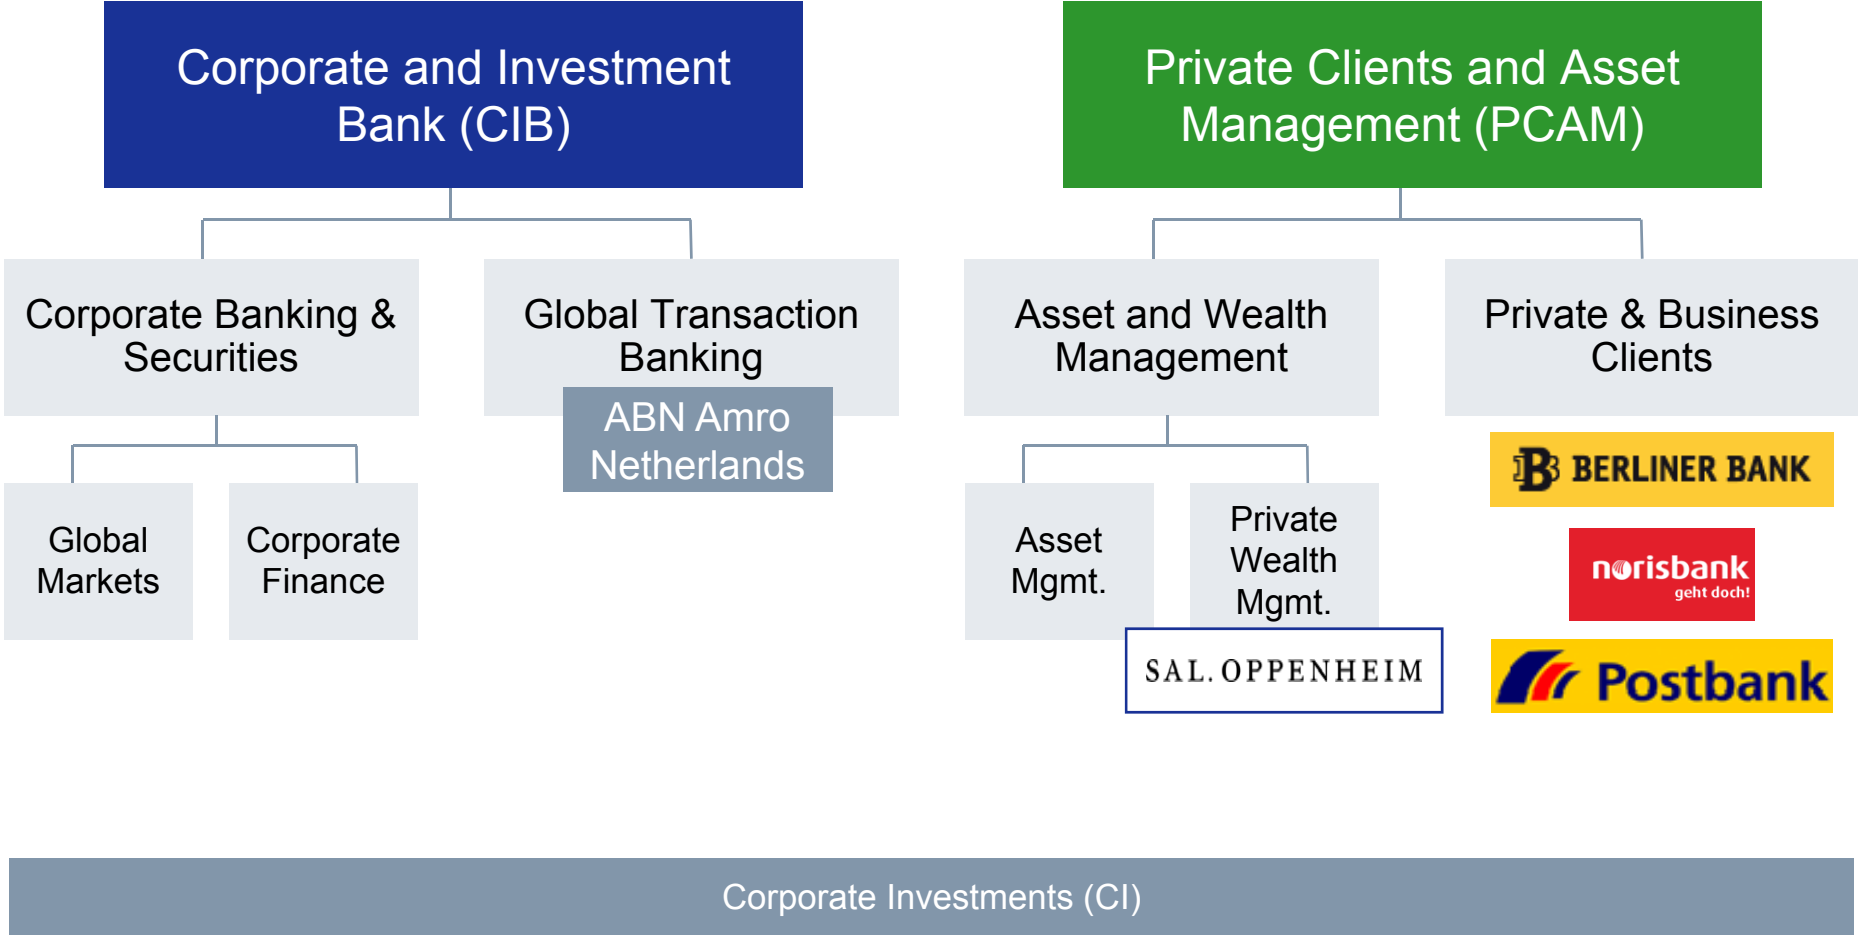 Corporate and Investment
Bank (CIB)
Private Clients and Asset
Management (PCAM)
Corporate Banking &
Securities
Global Transaction
Banking
ABN Amro
Netherlands
Asset and Wealth
Management
Private & Business
Clients
Global
Markets
Corporate
Finance
Asset
Mgmt.
Private
Wealth
Mgmt.
SAL. OPPENHEIM
B BERLINER BANK
norisbank
geht doch!
Postbank
Corporate Investments (CI)